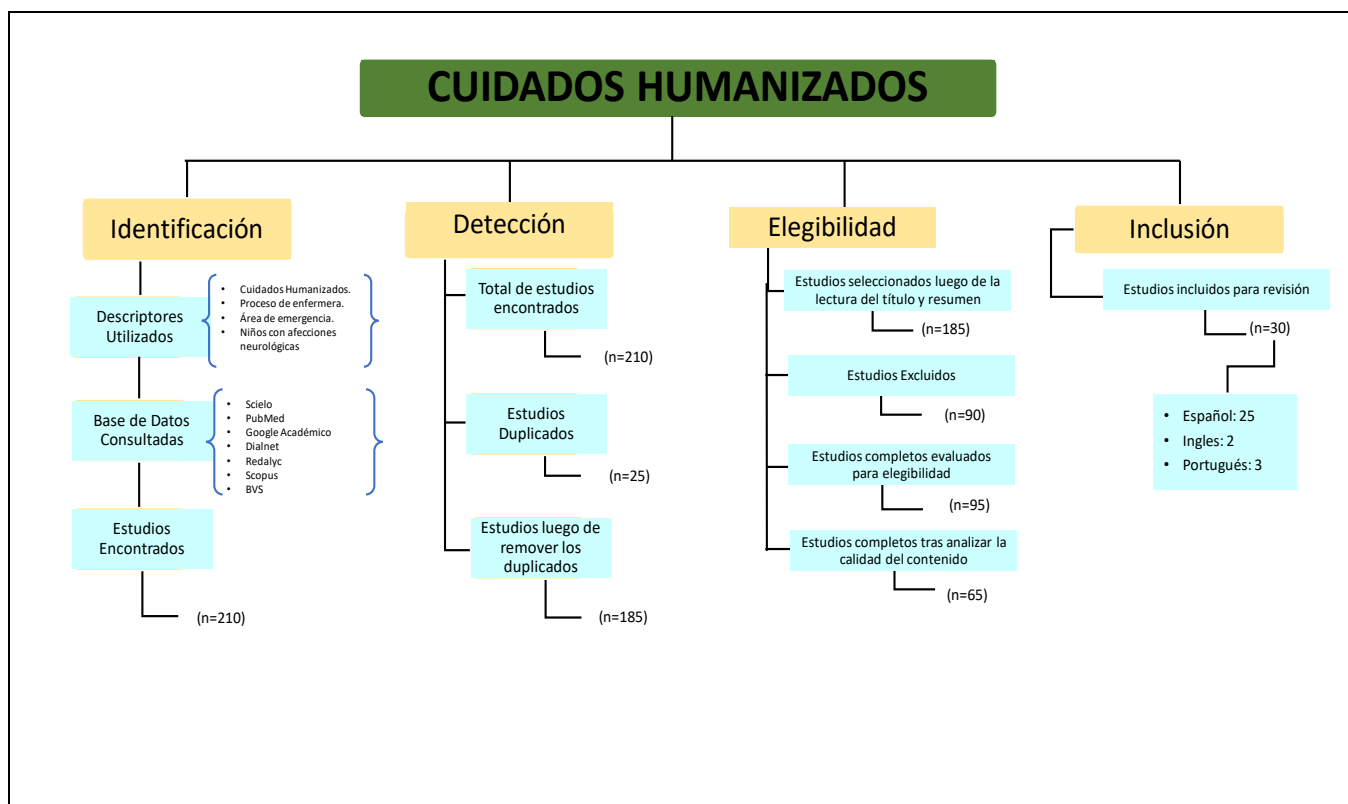 CUIDADOS HUMANIZADOS
Identificación
Descriptores
Utilizados
• Cuidados Humanizados.
• Proceso de enfermera.
• Área de emergencia.
• Niños con afecciones
neurológicas
Base de Datos
Consultadas
• Scielo
• PubMed
• Google Académico
• Dialnet
• Redalyc
• Scopus
• BVS
Estudios
Encontrados
(n=210)
Detección
Total de estudios
encontrados
(n=210)
Estudios
Duplicados
(n=25)
Estudios luego de
remover los
duplicados
(n=185)
Elegibilidad
Estudios seleccionados luego de la
lectura del título y resumen
(n=185)
Estudios Excluidos
(n=90)
Estudios completos evaluados
para elegibilidad
(n=95)
Estudios completos tras analizar la
calidad del contenido
(n=65)
Inclusión
Estudios incluidos para revisión
(n=30)
• Español: 25
• Ingles: 2
• Portugués: 3